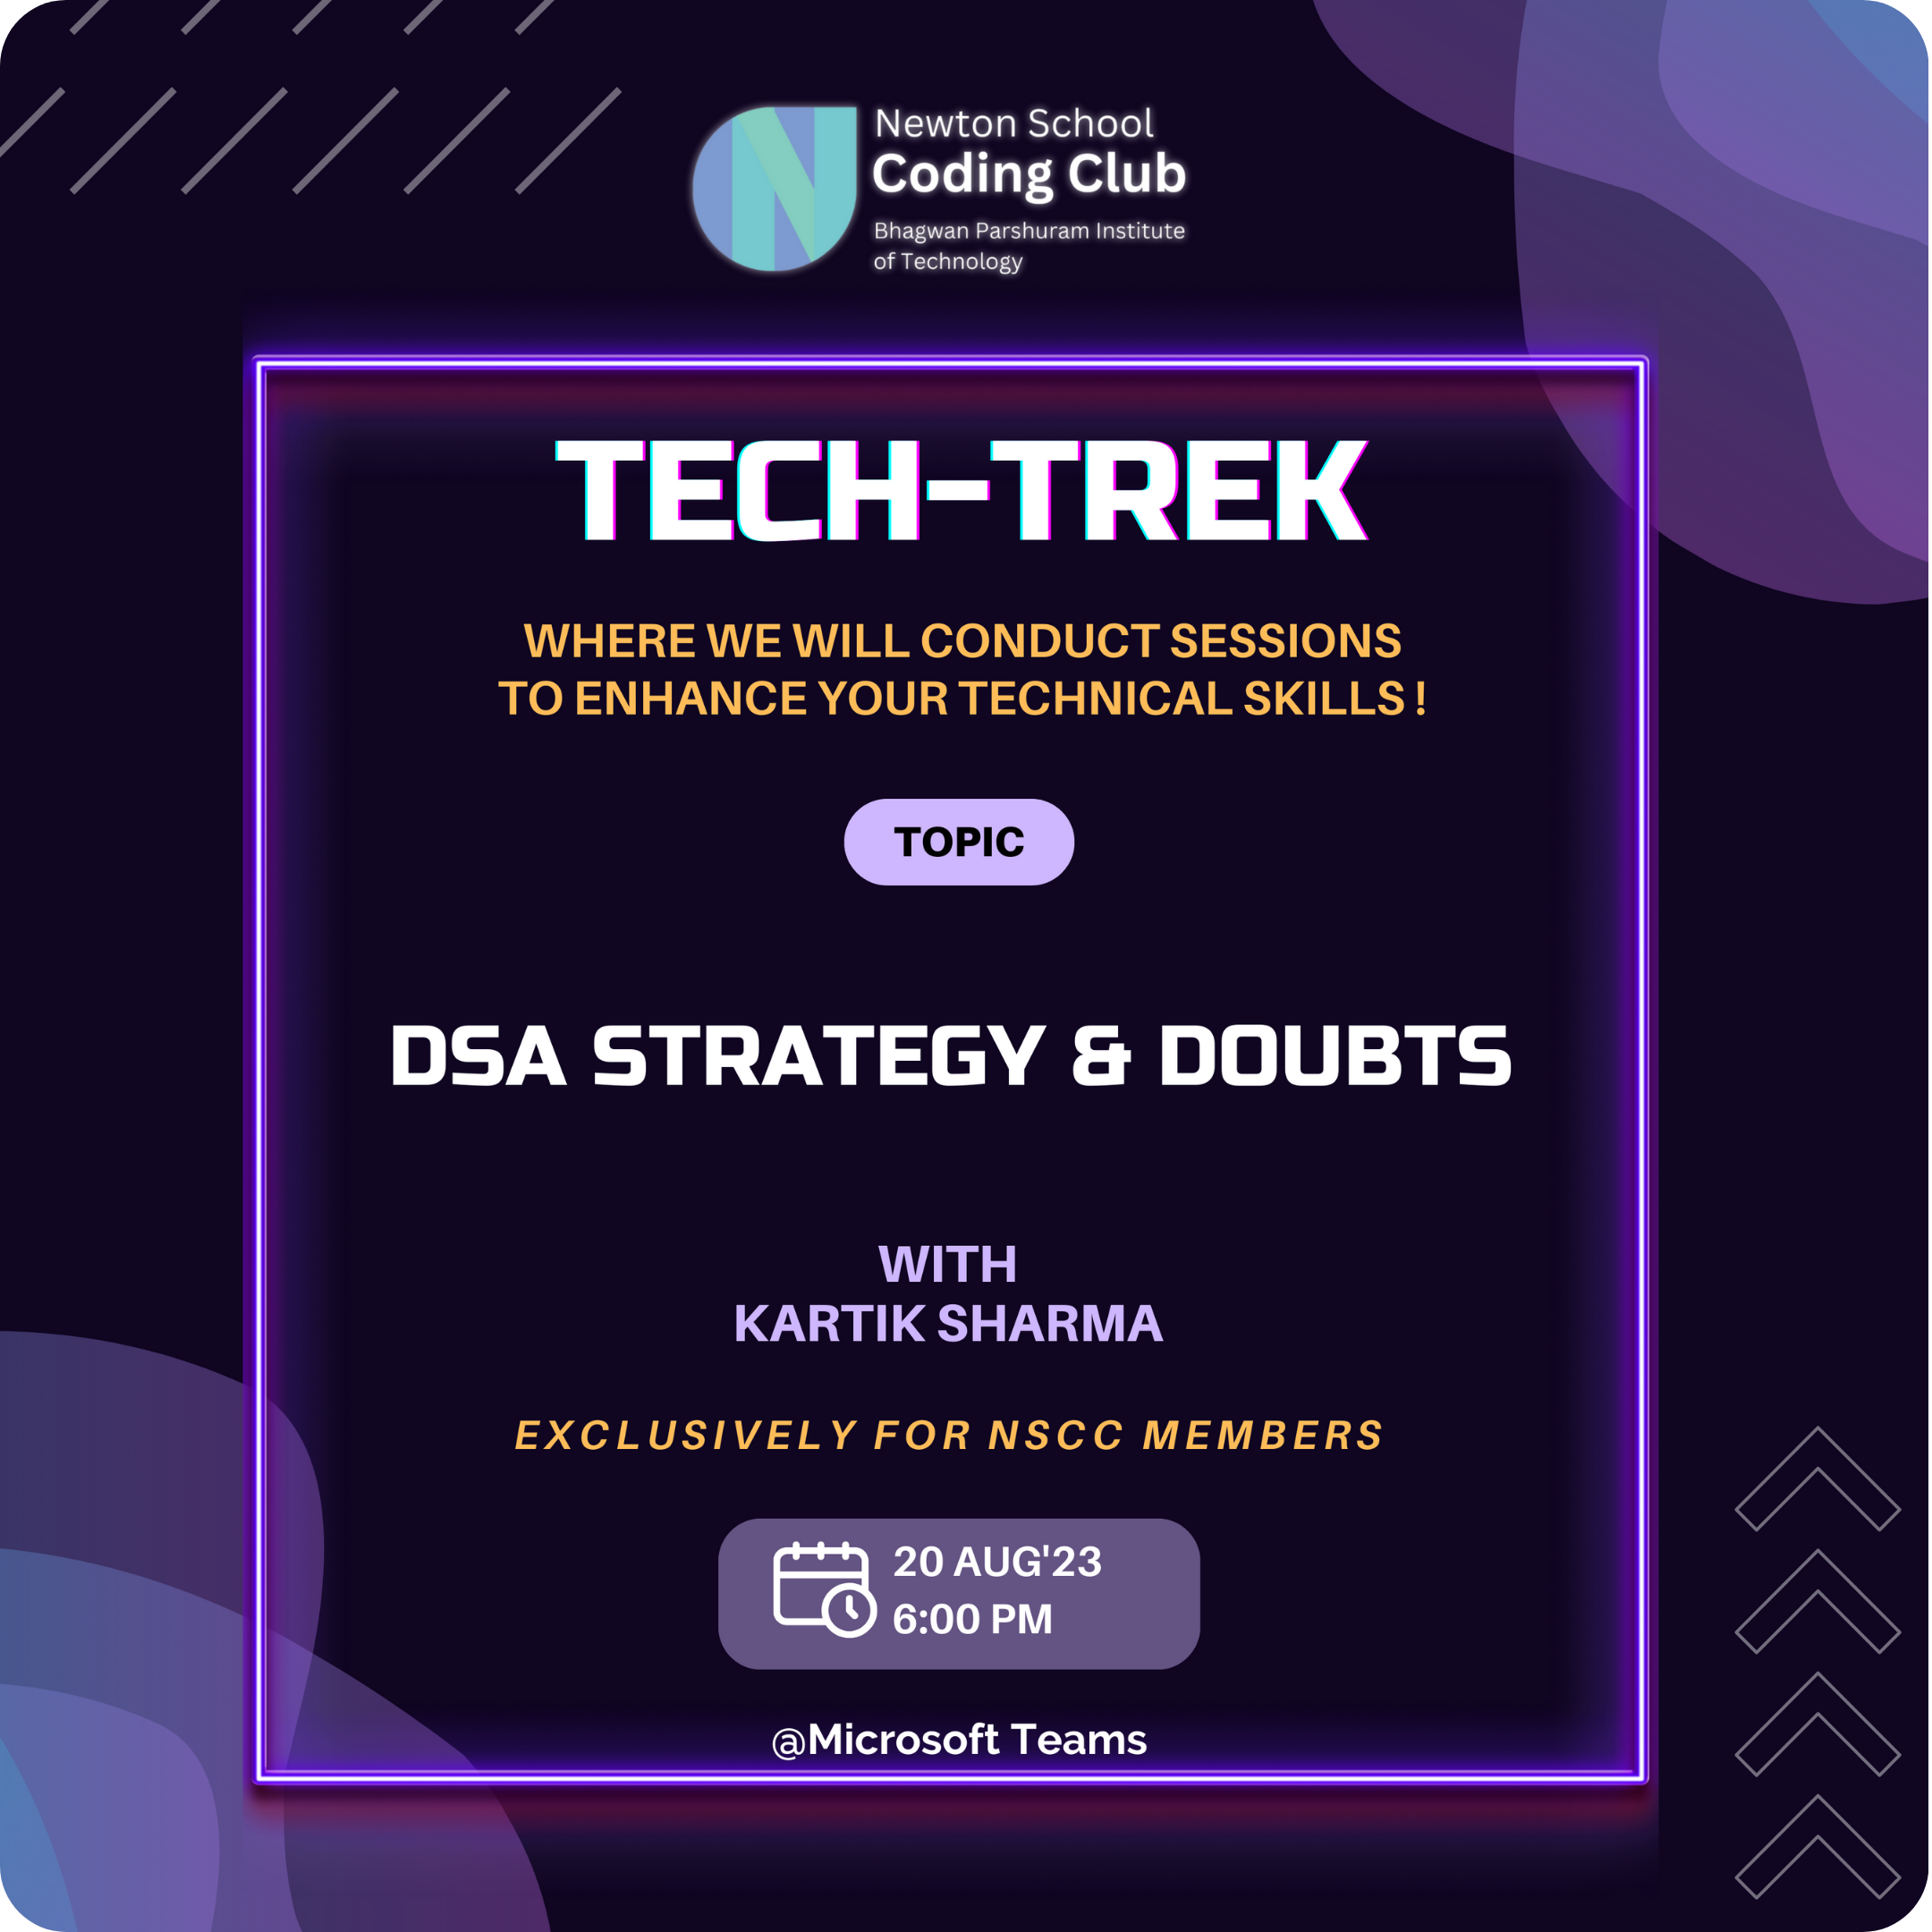 Newton School
Coding Club
Bhagwan Parshuram Institute
of Technology
TECH-TREK
WHERE WE WILL CONDUCT SESSIONS
TO ENHANCE YOUR TECHNICAL SKILLS !
TOPIC
DSA STRATEGY & DOUBTS
WITH
KARTIK SHARMA
EXCLUSIVELY FOR NSCC MEMBERS
20 AUG'23
6:00 PM
@Microsoft Teams